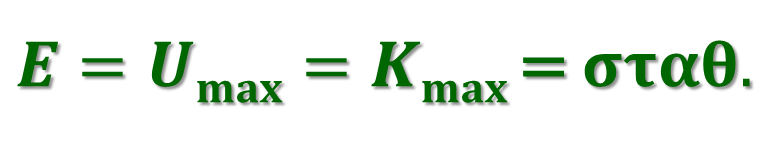 E = U_max = K_max = σταθ.